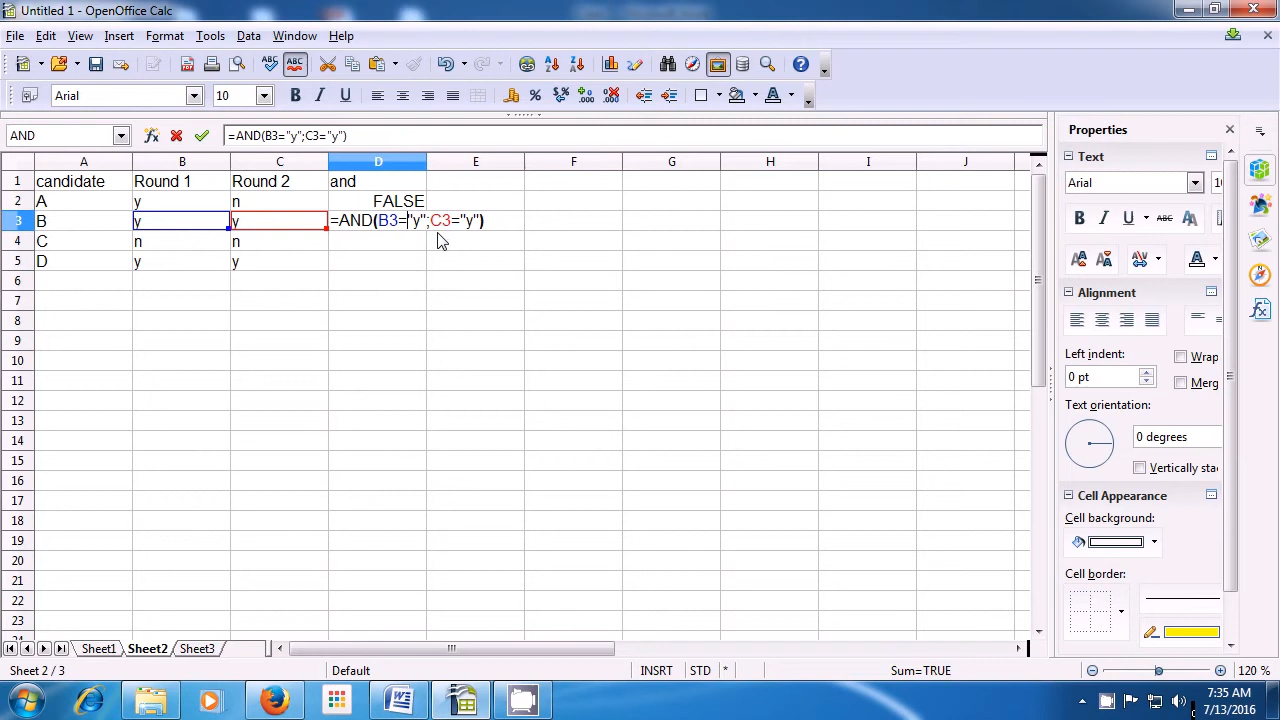 Untitled 1 - OpenOffice Calc
File Edit View Insert Format Tools Data Window Help
Arial 10
AND =AND(B3="y";C3="y")
A B C D E F G H I J
1 candidate Round 1 Round 2 and
2 A y n FALSE
3 B y y =AND(B3="y";C3="y")
4 C n n
5 D y y
6
7
8
9
10
11
12
13
14
15
16
17
18
19
20
21
22
23
Properties
Text
Arial
B I U ABC
A
Alignment
Left indent: Wrap
0 pt Merg
Text orientation:
0 degrees
Vertically sta
Cell Appearance
Cell background:
Cell border:
Sheet1 Sheet2 Sheet3
Sheet 2 / 3 Default INSRT STD * Sum=TRUE 120 %
7:35 AM
7/13/2016